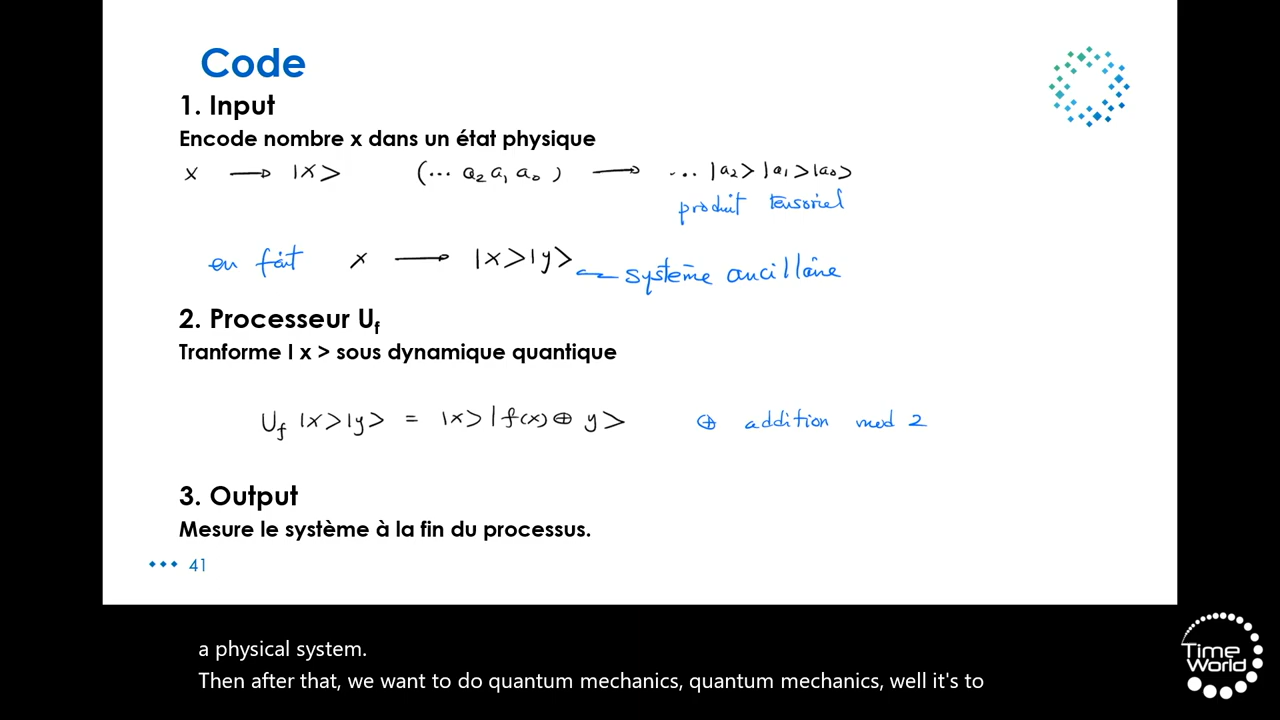 Code
1. Input
Encode nombre x dans un état physique
x → |x> (... a₂ a₁ a₀ ) → ... |a₂> |a₁> |a₀>
produit tensoriel
en fait x → |x>|y> ← système ancillaire
2. Processeur Uf
Tranforme l x > sous dynamique quantique
Uf |x>|y> = |x>|f(x) ⊕ y> ⊕ addition mod 2
3. Output
Mesure le système à la fin du processus.
41
a physical system.
Then after that, we want to do quantum mechanics, quantum mechanics, well it's to
Time
World